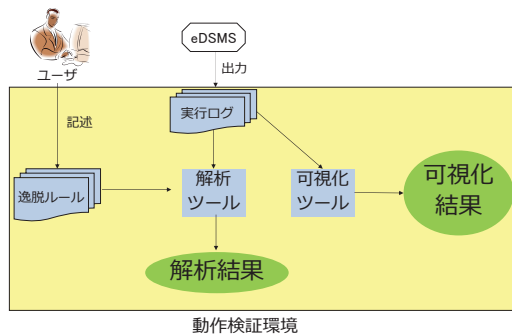 eDSMS
ユーザ
出力
記述
実行ログ
逸脱ルール
解析
ツール
可視化
ツール
可視化
結果
解析結果
動作検証環境